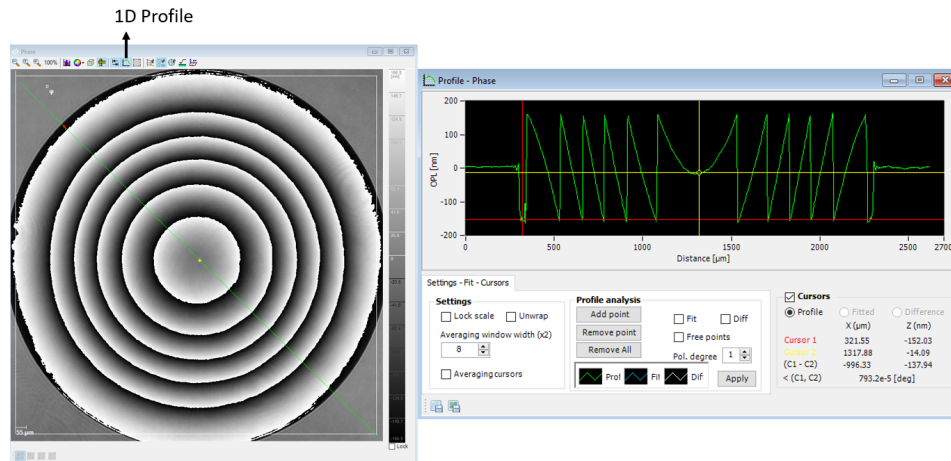 1D Profile
Phase
100%
Lock
55 µm
Profile - Phase
OPL [nm]
200
100
0
-100
-200
0
500
1000
1500
2000
2500
2700
Distance [µm]
Settings - Fit - Cursors
Settings
Lock scale Unwrap
Averaging window width (x2)
8
Averaging cursors
Profile analysis
Add point
Remove point
Remove All
Fit Diff
Free points
Pol. degree 1
Prof Fit Dif
Apply
Cursors
Profile Fitted Difference
X (µm) Z (nm)
Cursor 1 321.55 -152.03
1317.88 -14.09
(C1 - C2) -996.33 -137.94
< (C1, C2) 793.2e-5 [deg]